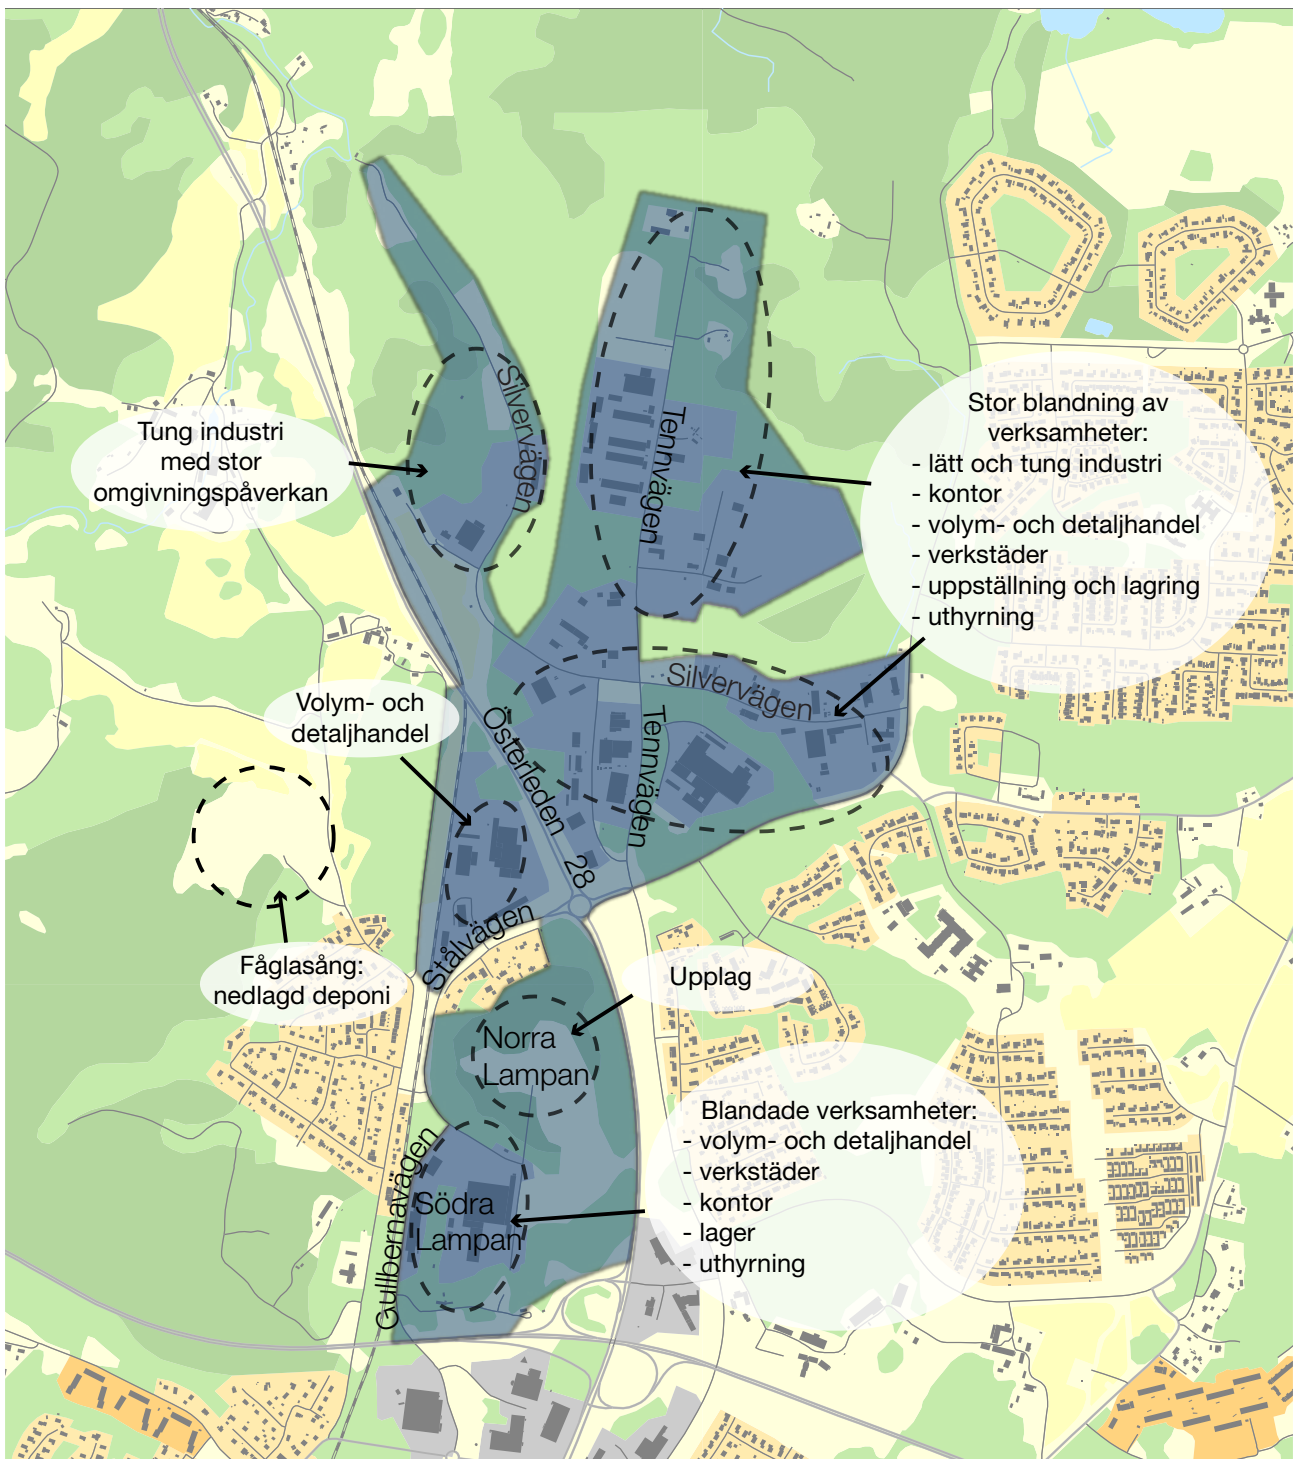 Silvervägen
Tennvägen
Stor blandning av
verksamheter:
- lätt och tung industri
- kontor
- volym- och detaljhandel
- verkstäder
- uppställning och lagring
- uthyrning
Tung industri
med stor
omgivningspåverkan
Silvervägen
Volym- och
detaljhandel
Österleden
Tennvägen
28
Stålvägen
Fåglasång:
nedlagd deponi
Upplag
Norra
Lampan
Blandade verksamheter:
- volym- och detaljhandel
- verkstäder
- kontor
- lager
- uthyrning
Gullbernavägen
Södra
Lampan